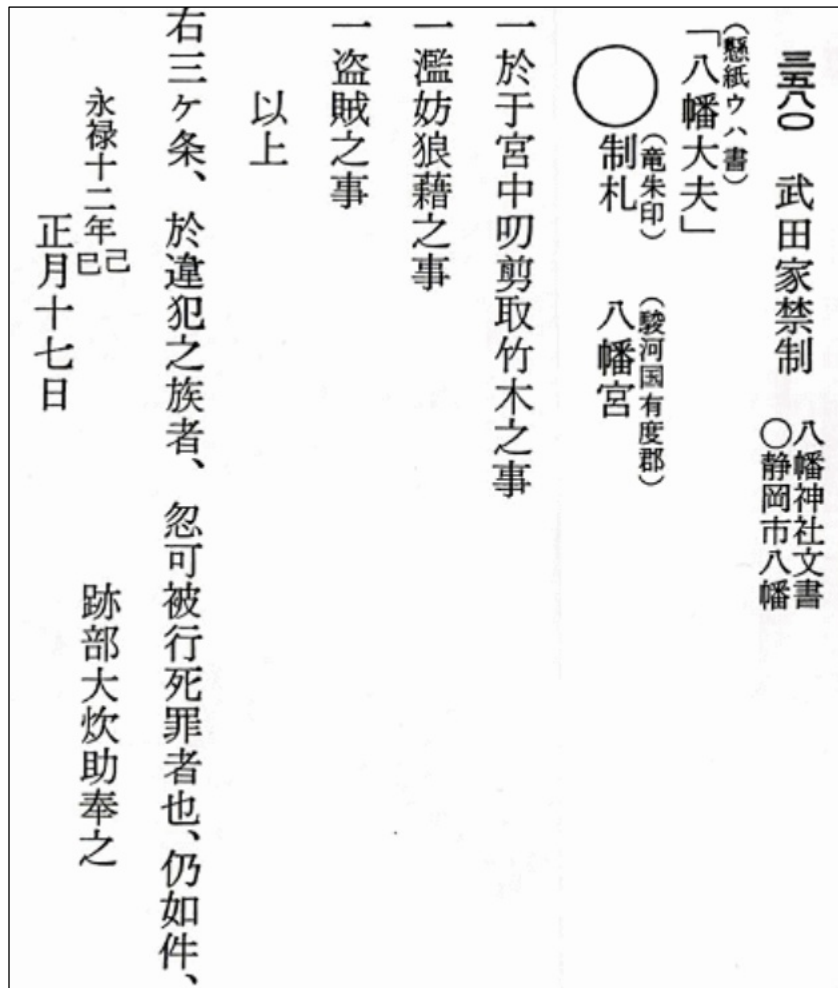 三五八〇　武田家禁制　八幡神社文書
○静岡市八幡
(懸紙ウハ書)
「八幡大夫」
(竜朱印)　(駿河国有度郡)
○制札　八幡宮
一於于宮中叨剪取竹木之事
一濫妨狼藉之事
一盗賊之事
以上
右三ケ条、於違犯之族者、忽可被行死罪者也、仍如件、
永禄十二年己巳　跡部大炊助奉之
正月十七日